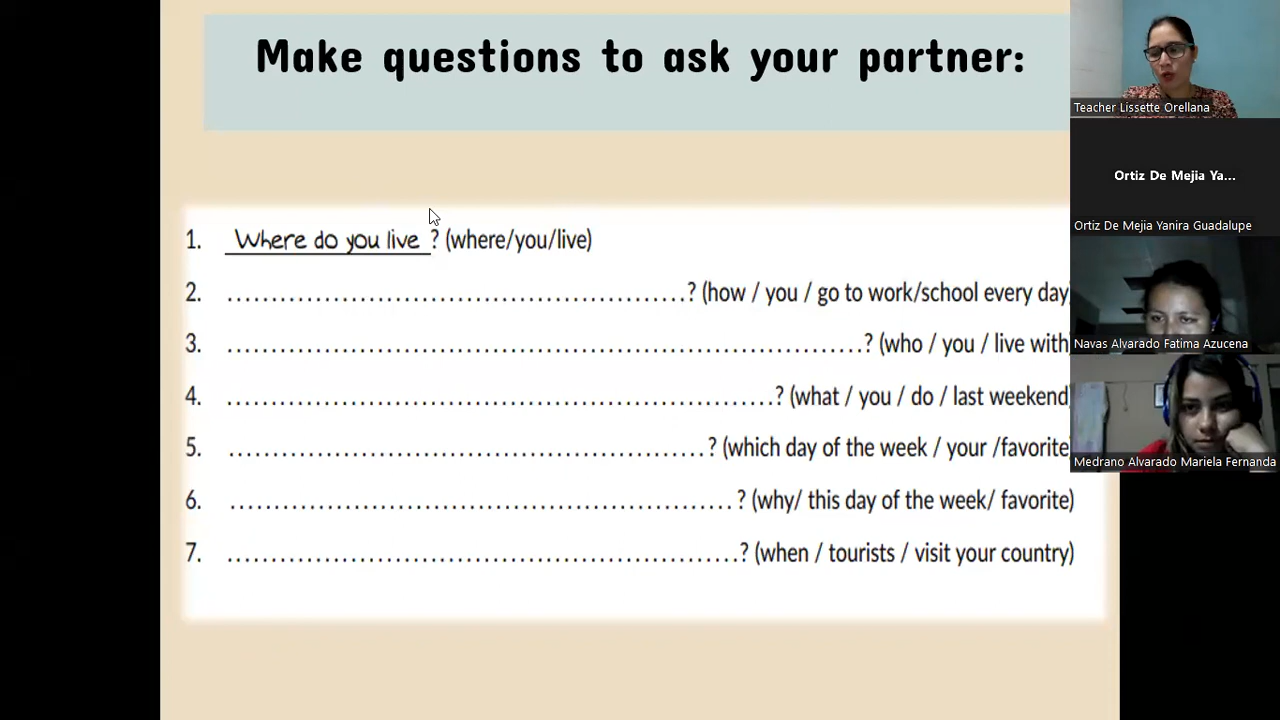 Make questions to ask your partner:
Teacher Lissette Orellana
Ortiz De Mejia Ya...
Ortiz De Mejia Yanira Guadalupe
1. Where do you live ? (where/you/live)
2. ................................................? (how / you / go to work/school every day
3. ................................................................? (who / you / live with)
Navas Alvarado Fatima Azucena
4. ........................................................? (what / you / do / last weekend)
5. ..................................................? (which day of the week / your /favorite
Medrano Alvarado Mariela Fernanda
6. .....................................................? (why/ this day of the week/ favorite)
7. ......................................................? (when / tourists / visit your country)